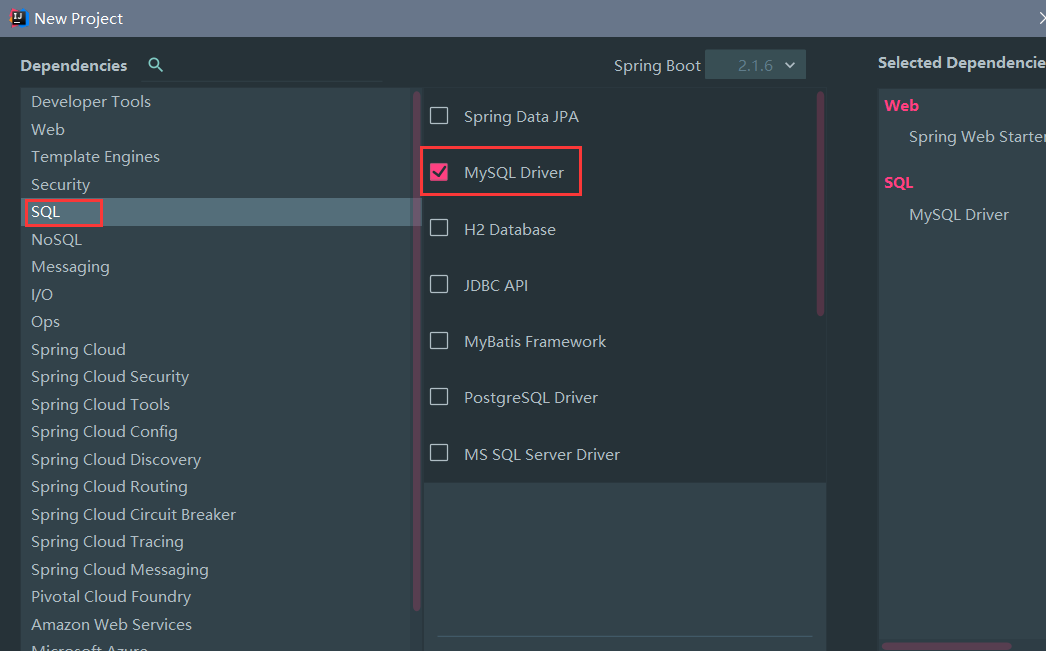 New Project
Dependencies
Spring Boot 2.1.6
Selected Dependencie
Developer Tools
Web
Template Engines
Security
SQL
NoSQL
Messaging
I/O
Ops
Spring Cloud
Spring Cloud Security
Spring Cloud Tools
Spring Cloud Config
Spring Cloud Discovery
Spring Cloud Routing
Spring Cloud Circuit Breaker
Spring Cloud Tracing
Spring Cloud Messaging
Pivotal Cloud Foundry
Amazon Web Services
Microsoft Azure
Spring Data JPA
MySQL Driver
H2 Database
JDBC API
MyBatis Framework
PostgreSQL Driver
MS SQL Server Driver
Web
Spring Web Starter
SQL
MySQL Driver